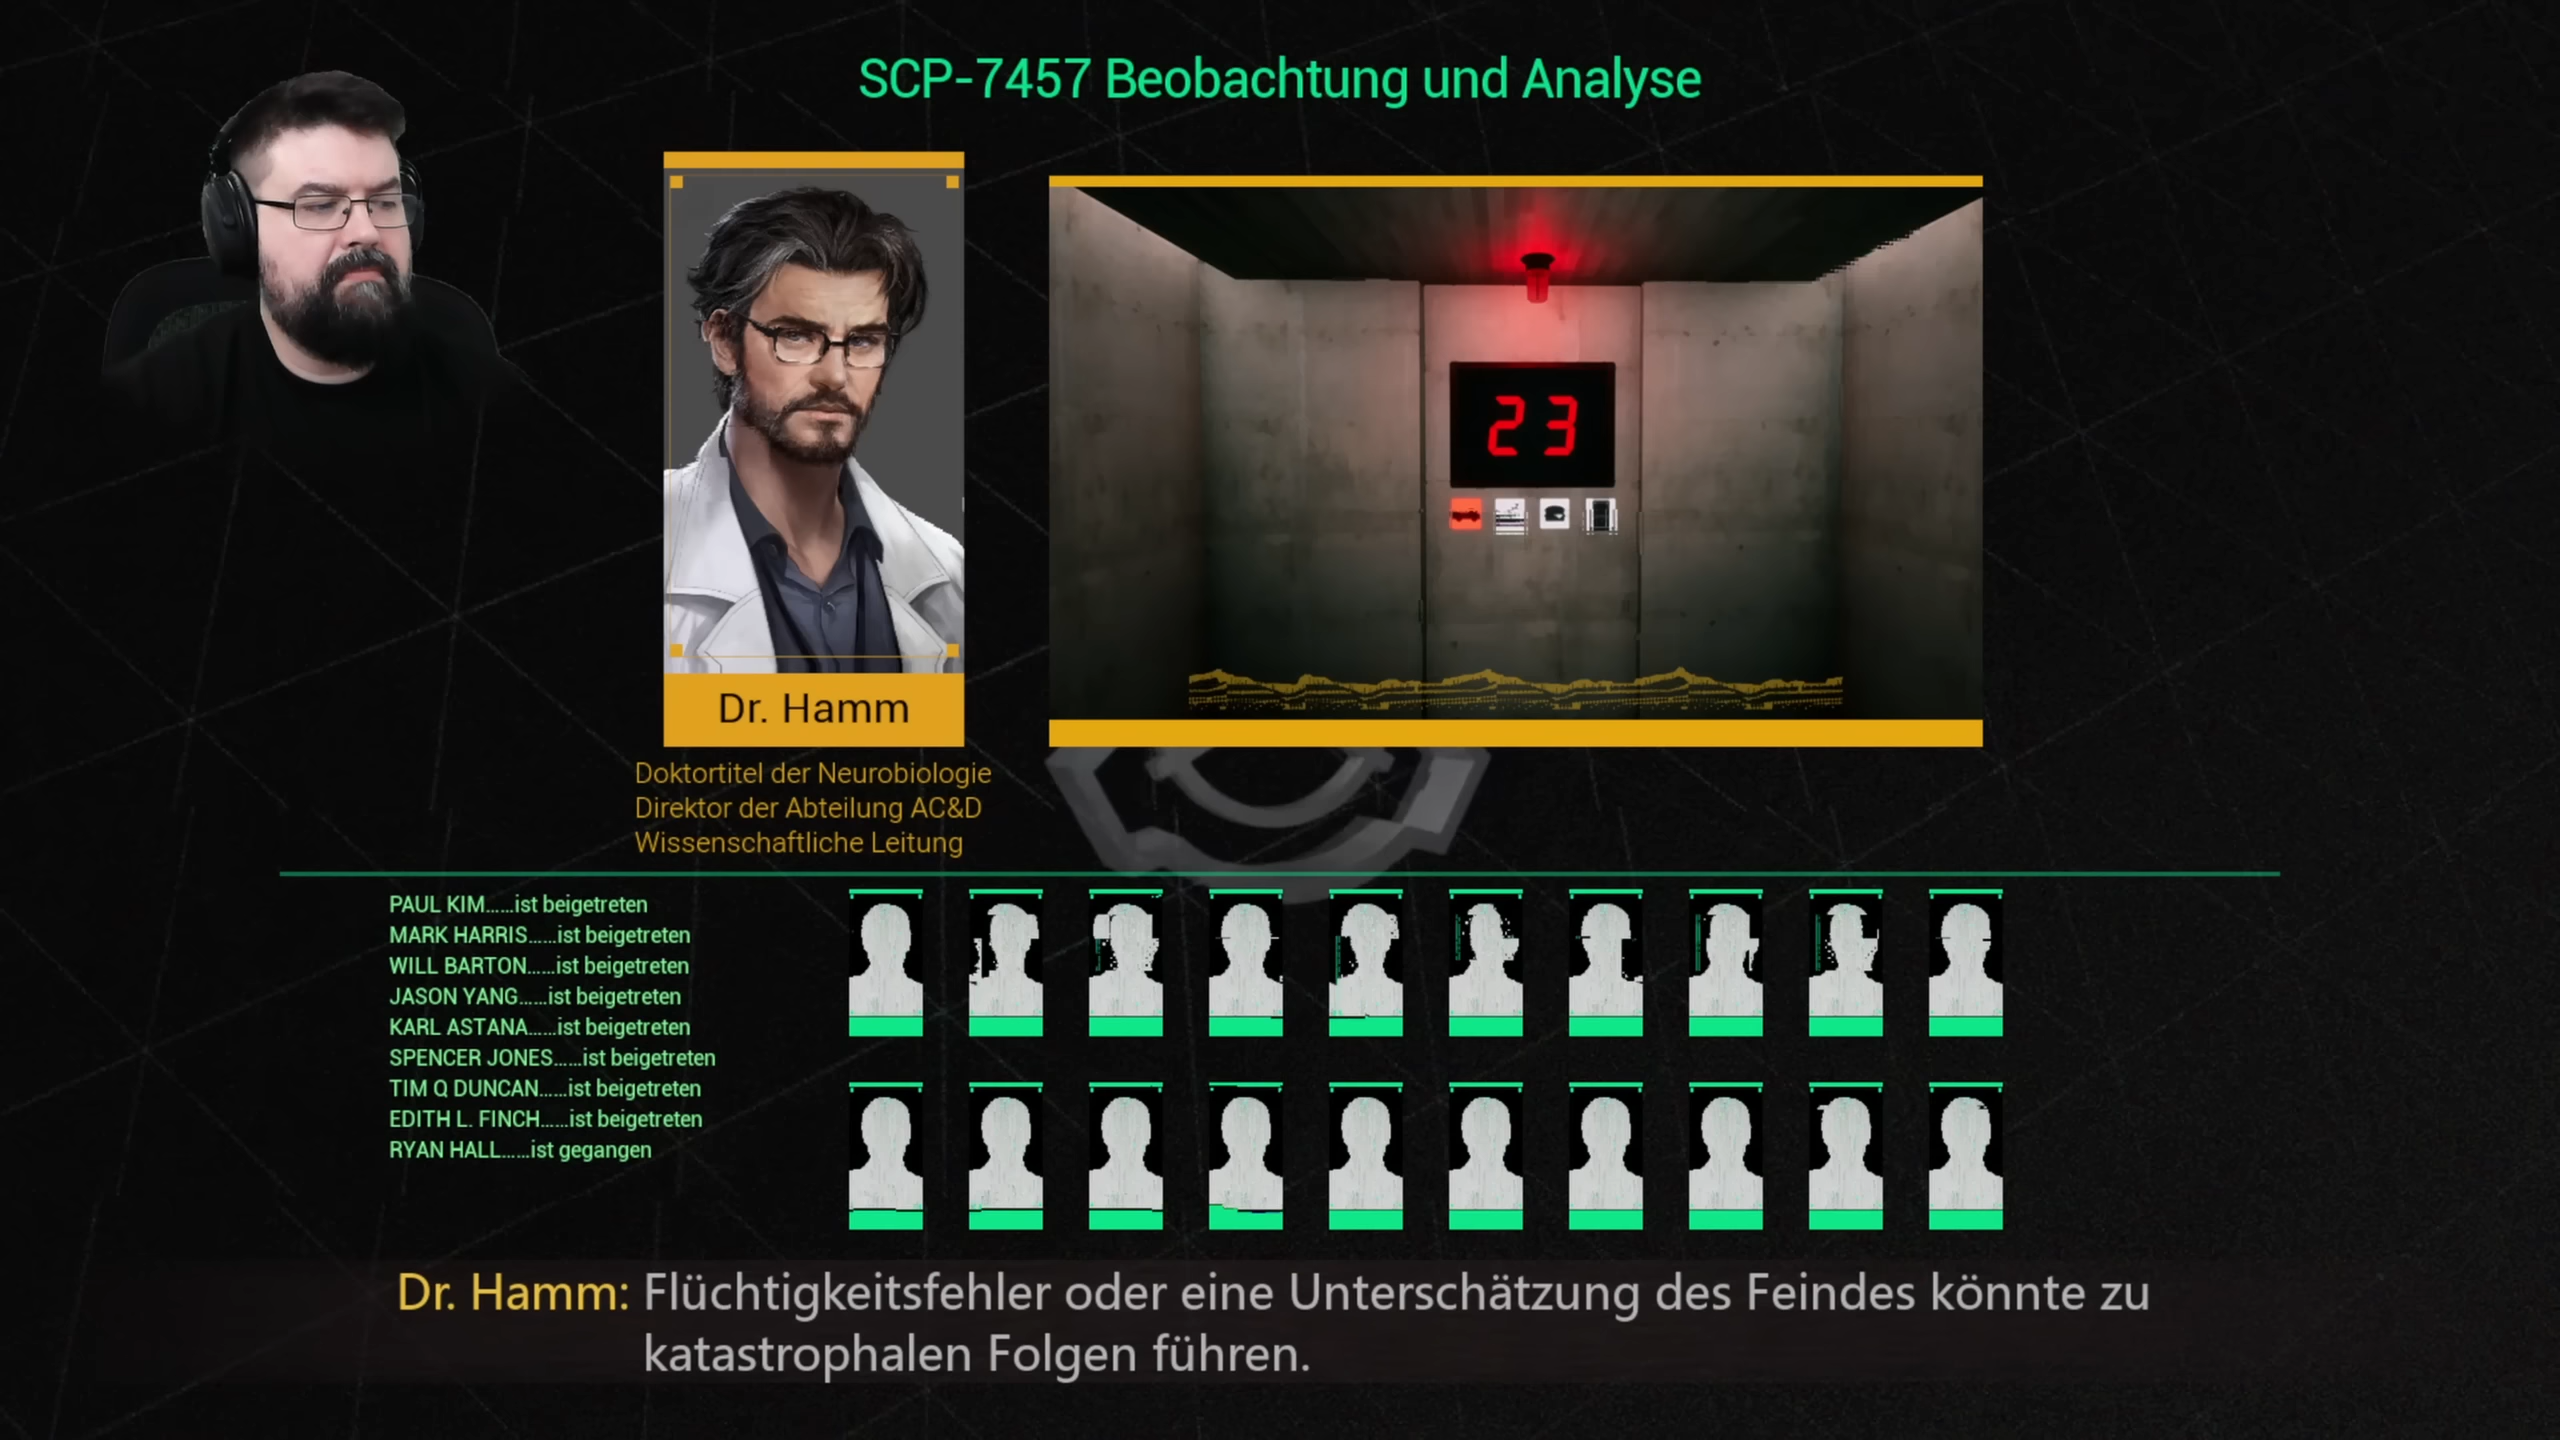 SCP-7457 Beobachtung und Analyse
23
Dr. Hamm
Doktortitel der Neurobiologie
Direktor der Abteilung AC&D
Wissenschaftliche Leitung
PAUL KIM......ist beigetreten
MARK HARRIS......ist beigetreten
WILL BARTON......ist beigetreten
JASON YANG......ist beigetreten
KARL ASTANA......ist beigetreten
SPENCER JONES......ist beigetreten
TIM Q DUNCAN......ist beigetreten
EDITH L. FINCH......ist beigetreten
RYAN HALL......ist gegangen
Dr. Hamm: Flüchtigkeitsfehler oder eine Unterschätzung des Feindes könnte zu
katastrophalen Folgen führen.